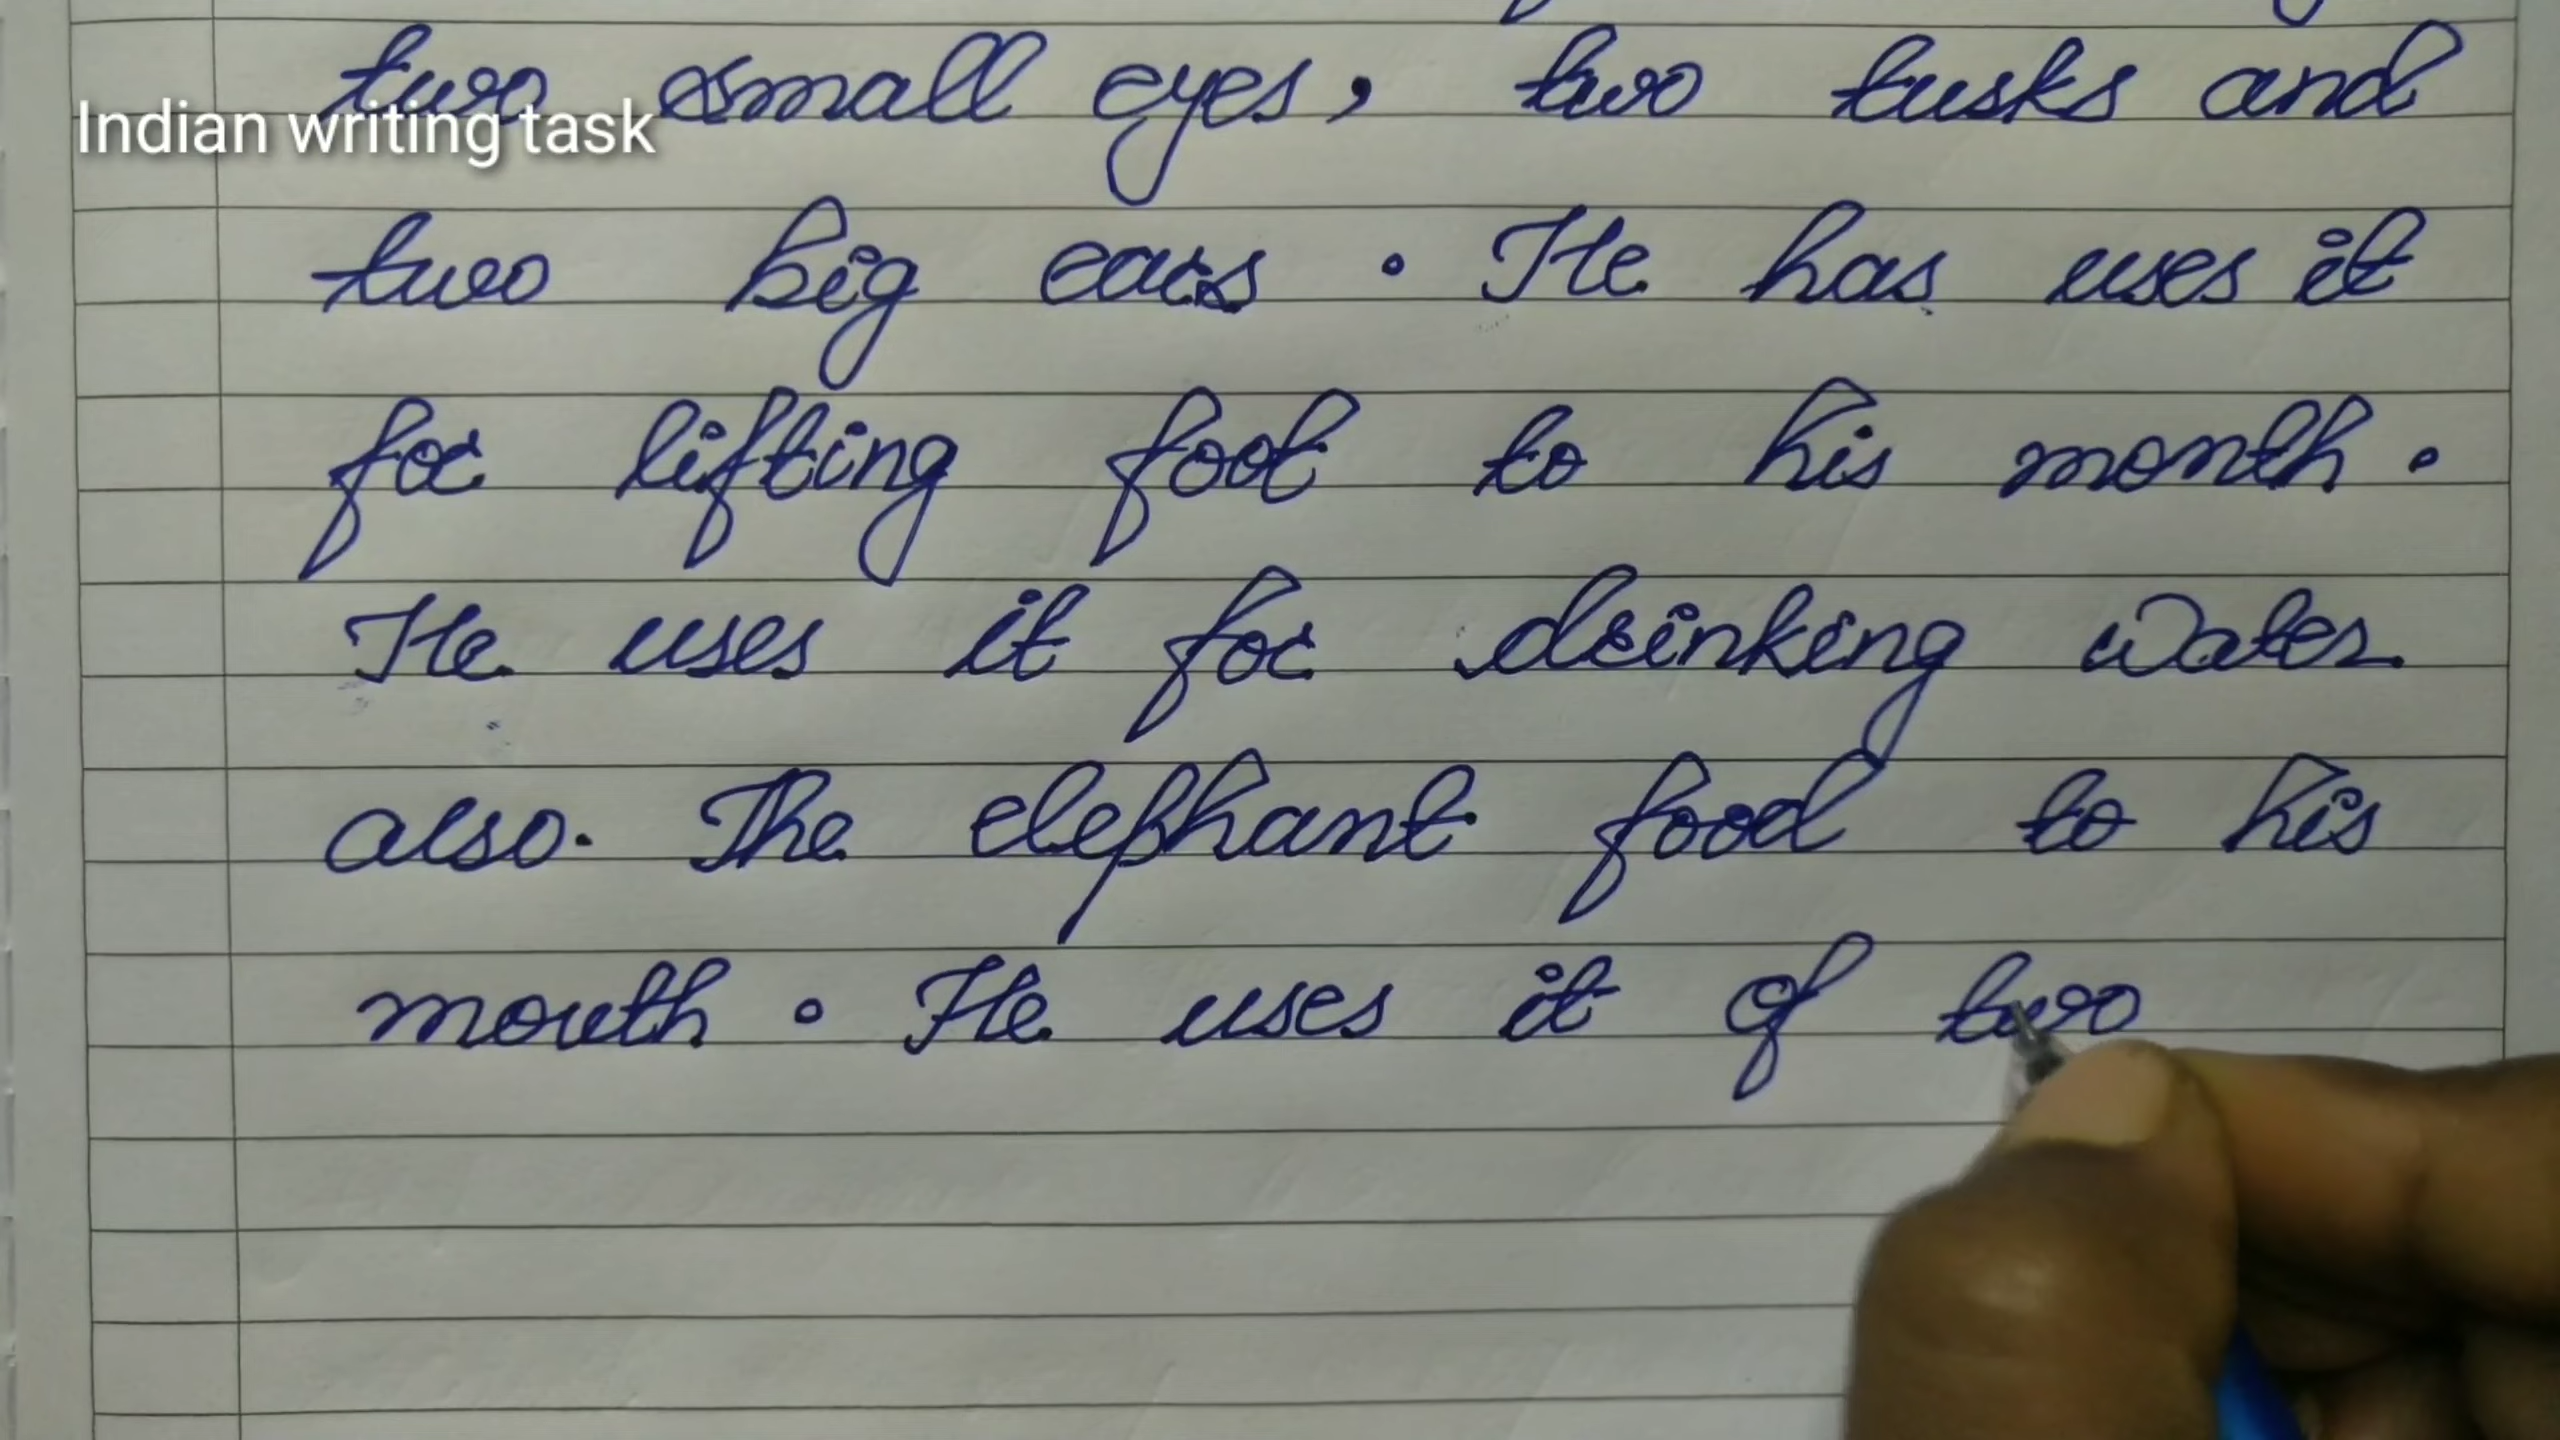 two small eyes, two tusks and
Indian writing task
two big ears. He has uses it
for lifting foot to his month.
He uses it for drinking water
also. The elephant food to his
mouth. He uses it of two